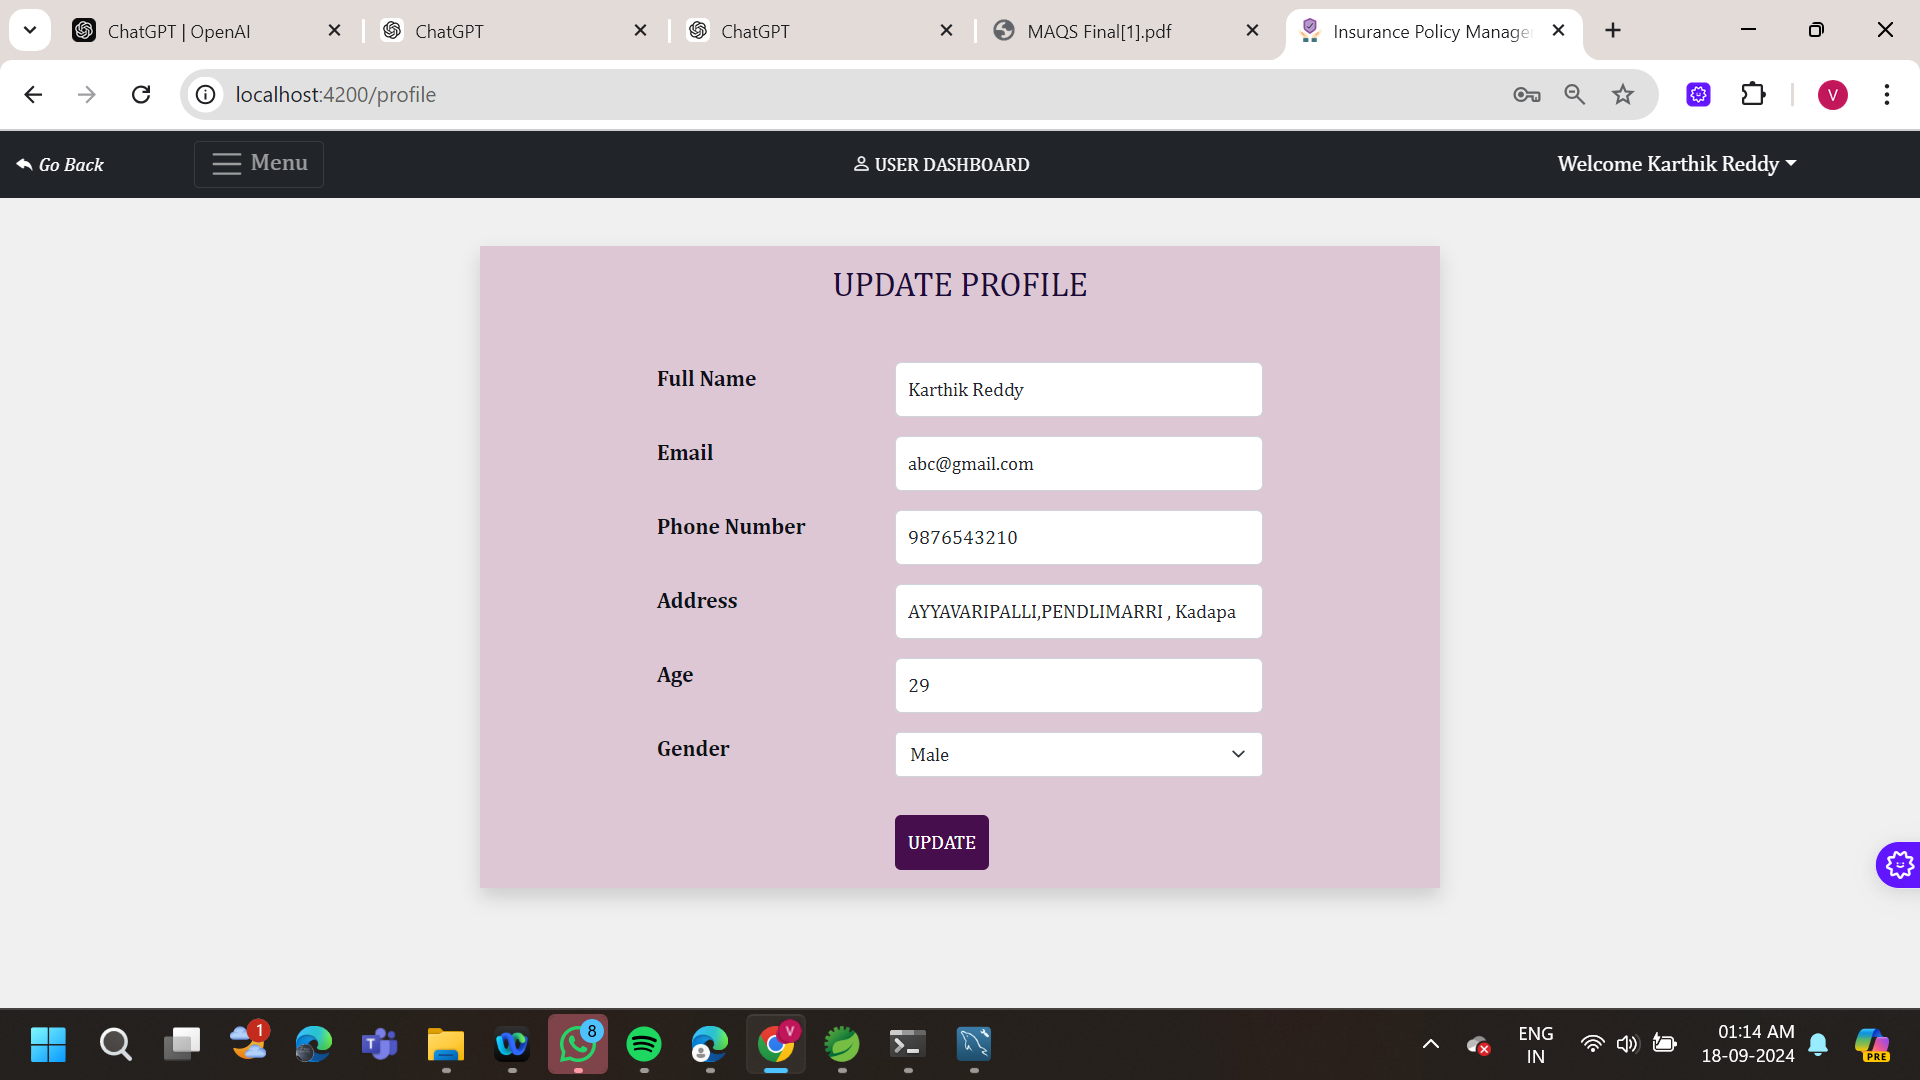 ChatGPT | OpenAI
ChatGPT
ChatGPT
MAQS Final[1].pdf
Insurance Policy Manage
localhost:4200/profile
V
Go Back
Menu
USER DASHBOARD
Welcome Karthik Reddy
UPDATE PROFILE
Full Name
Karthik Reddy
Email
abc@gmail.com
Phone Number
9876543210
Address
AYYAVARIPALLI,PENDLIMARRI , Kadapa
Age
29
Gender
Male
UPDATE
1
8
V
ENG
IN
01:14 AM
18-09-2024
PRE